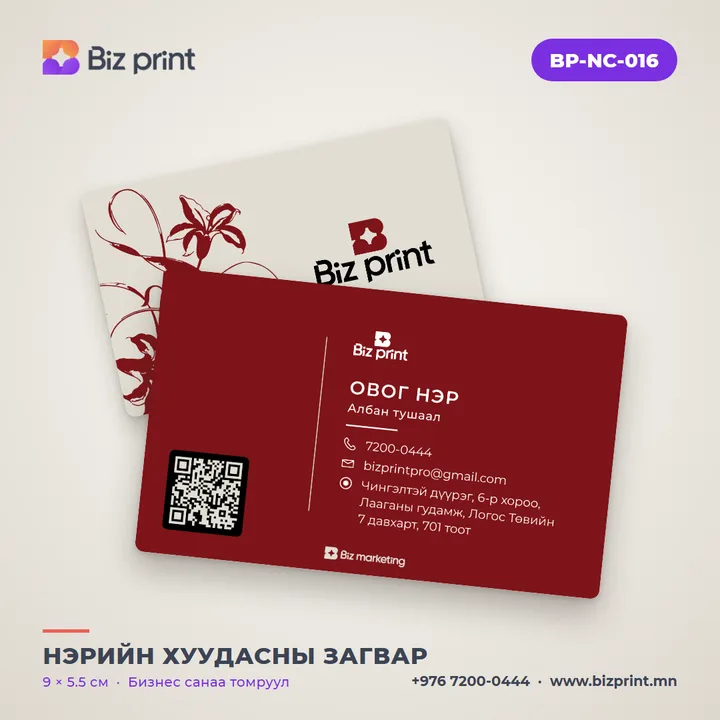 Biz print
BP-NC-016
Biz print
Biz print
ОВОГ НЭР
Албан тушаал
7200-0444
bizprintpro@gmail.com
Чингэлтэй дүүрэг, 6-р хороо,
Лааганы гудамж, Логос Төвийн
7 давхарт, 701 тоот
Biz marketing
НЭРИЙН ХУУДАСНЫ ЗАГВАР
9 × 5.5 см · Бизнес санаа томруул
+976 7200-0444 · www.bizprint.mn